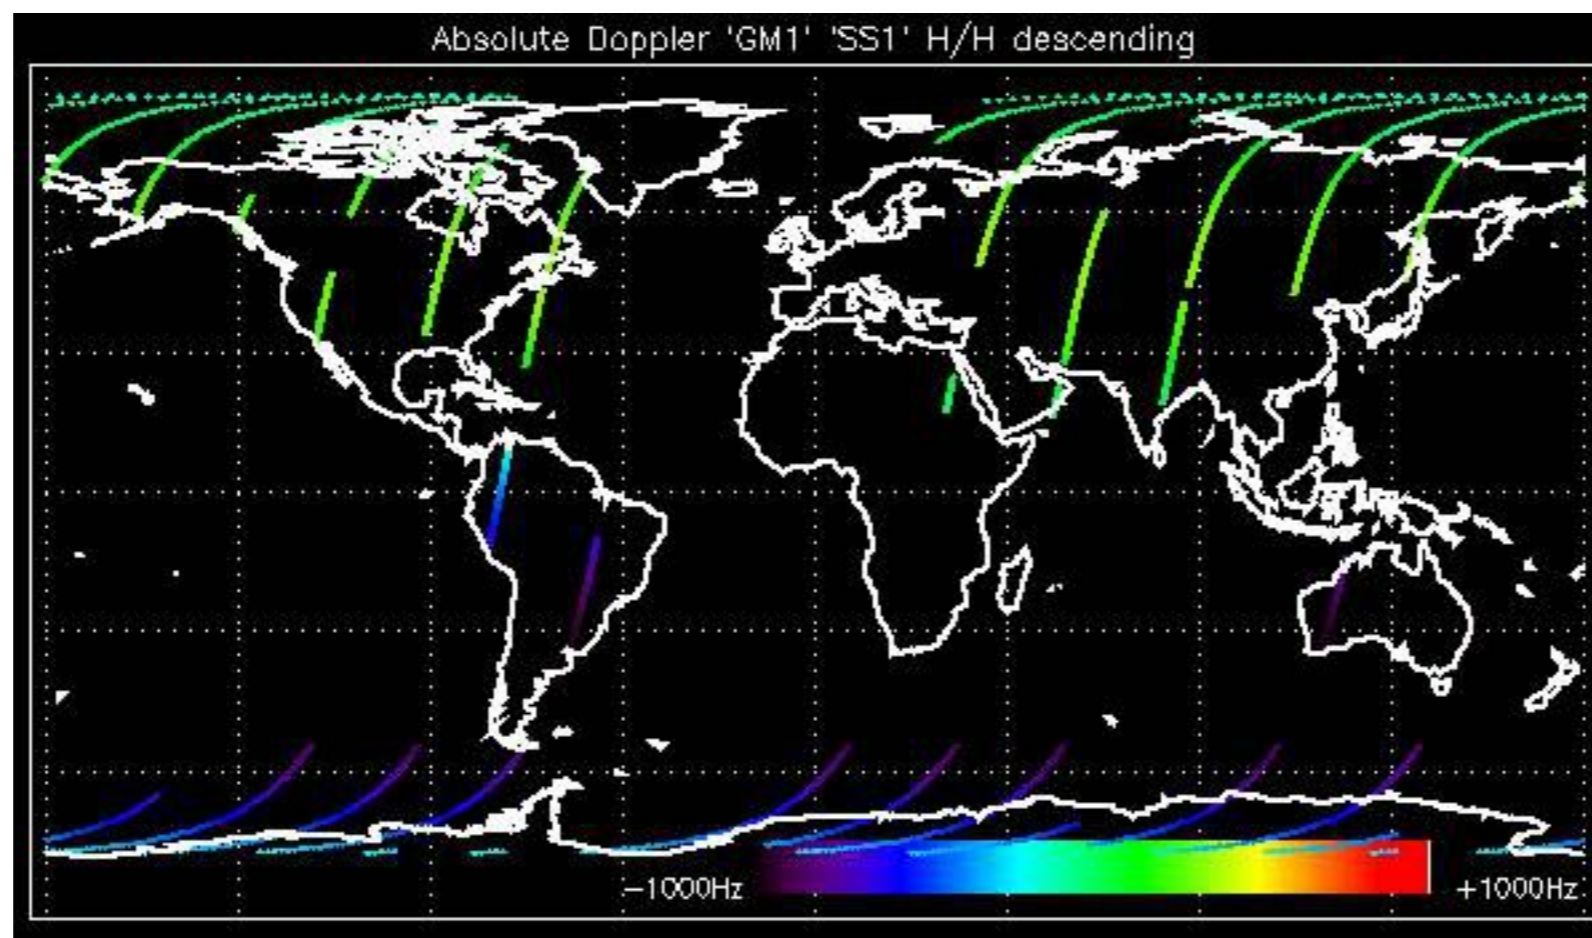 Absolute Doppler 'GM1' 'SS1' H/H descending
−1000Hz
+1000Hz